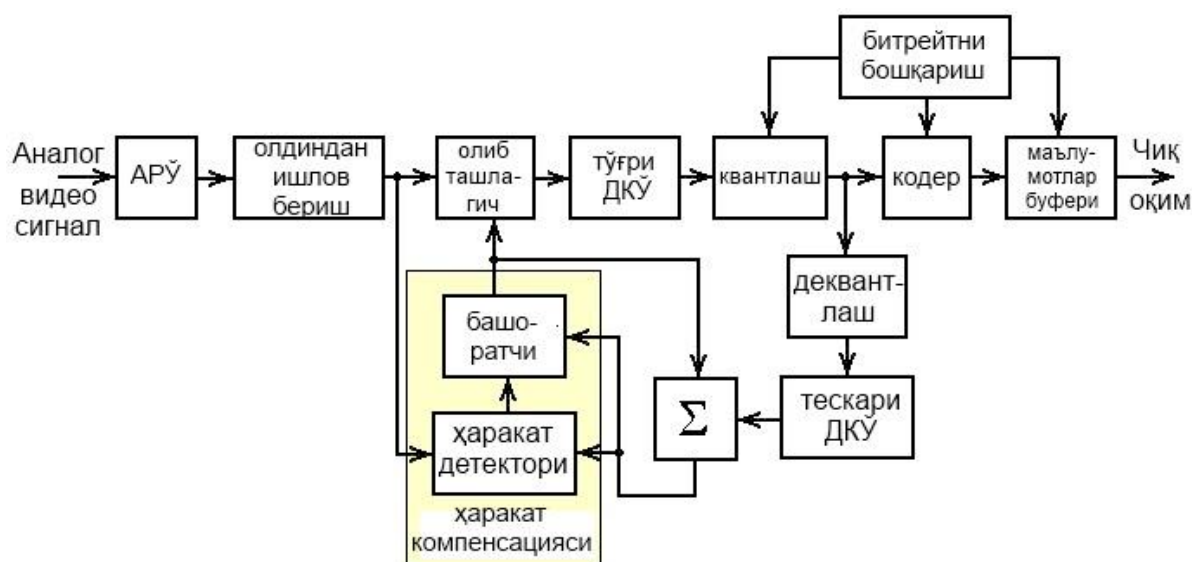 битрейтни
бошқариш
Аналог
видео
сигнал
АРЎ
олдиндан
ишлов
бериш
олиб
ташла-
гич
тўғри
ДКЎ
квантлаш
кодер
маълу-
мотлар
буфери
Чиқ
оқим
деквант-
лаш
башо-
ратчи
тескари
ДКЎ
Σ
ҳаракат
детектори
ҳаракат
компенсацияси